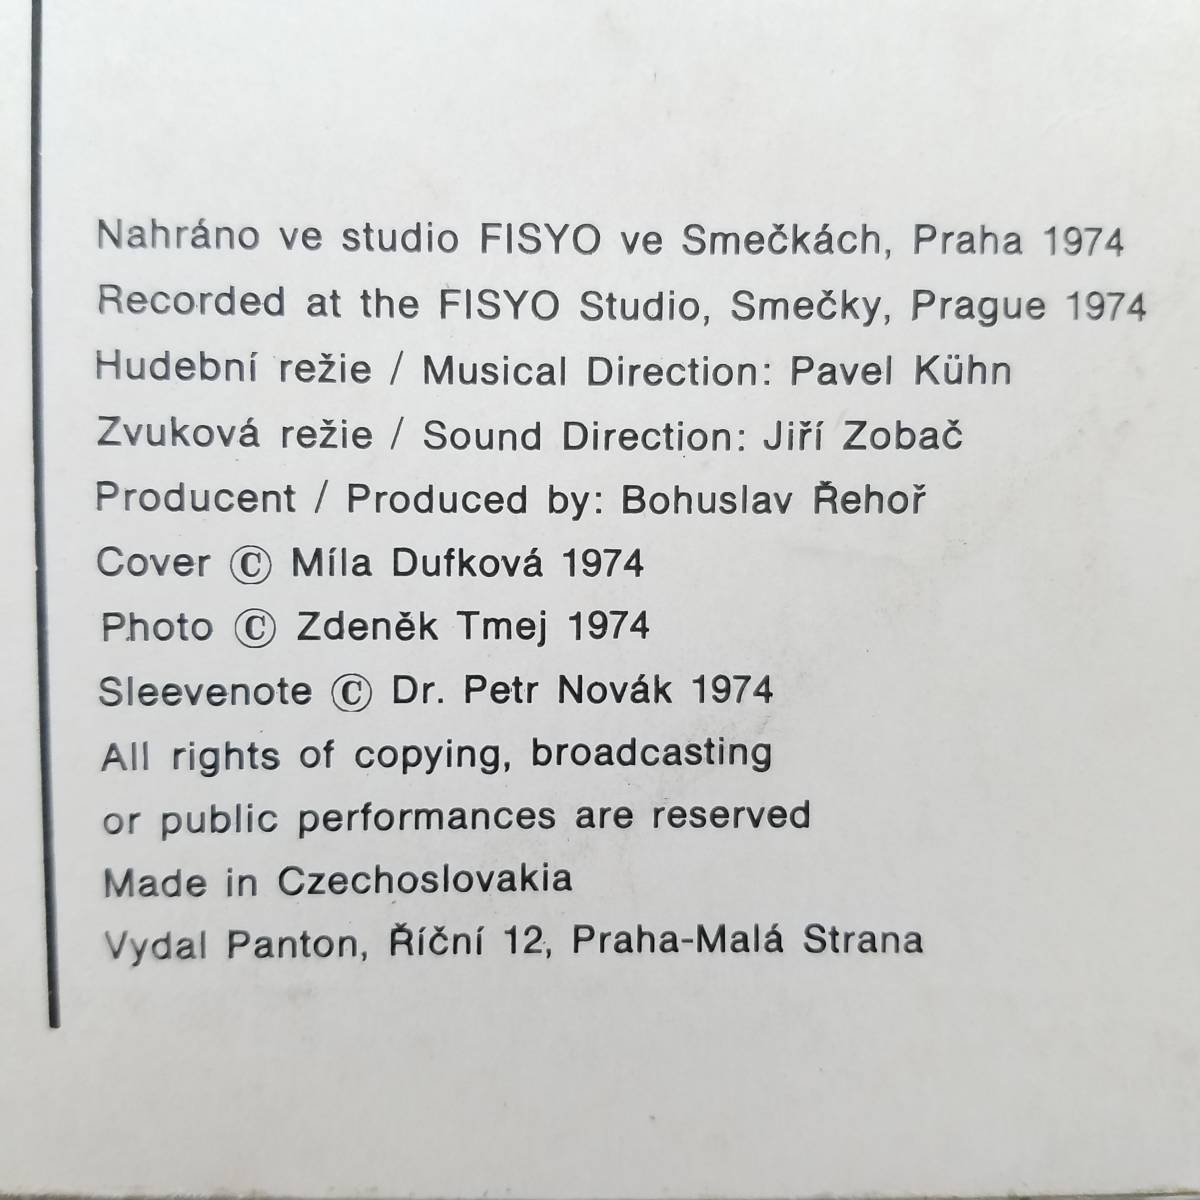 Nahráno ve studio FISYO ve Smečkách, Praha 1974
Recorded at the FISYO Studio, Smečky, Prague 1974
Hudební režie / Musical Direction: Pavel Kühn
Zvuková režie / Sound Direction: Jiří Zobač
Producent / Produced by: Bohuslav Řehoř
Cover © Míla Dufková 1974
Photo © Zdeněk Tmej 1974
Sleevenote © Dr. Petr Novák 1974
All rights of copying, broadcasting
or public performances are reserved
Made in Czechoslovakia
Vydal Panton, Říční 12, Praha-Malá Strana